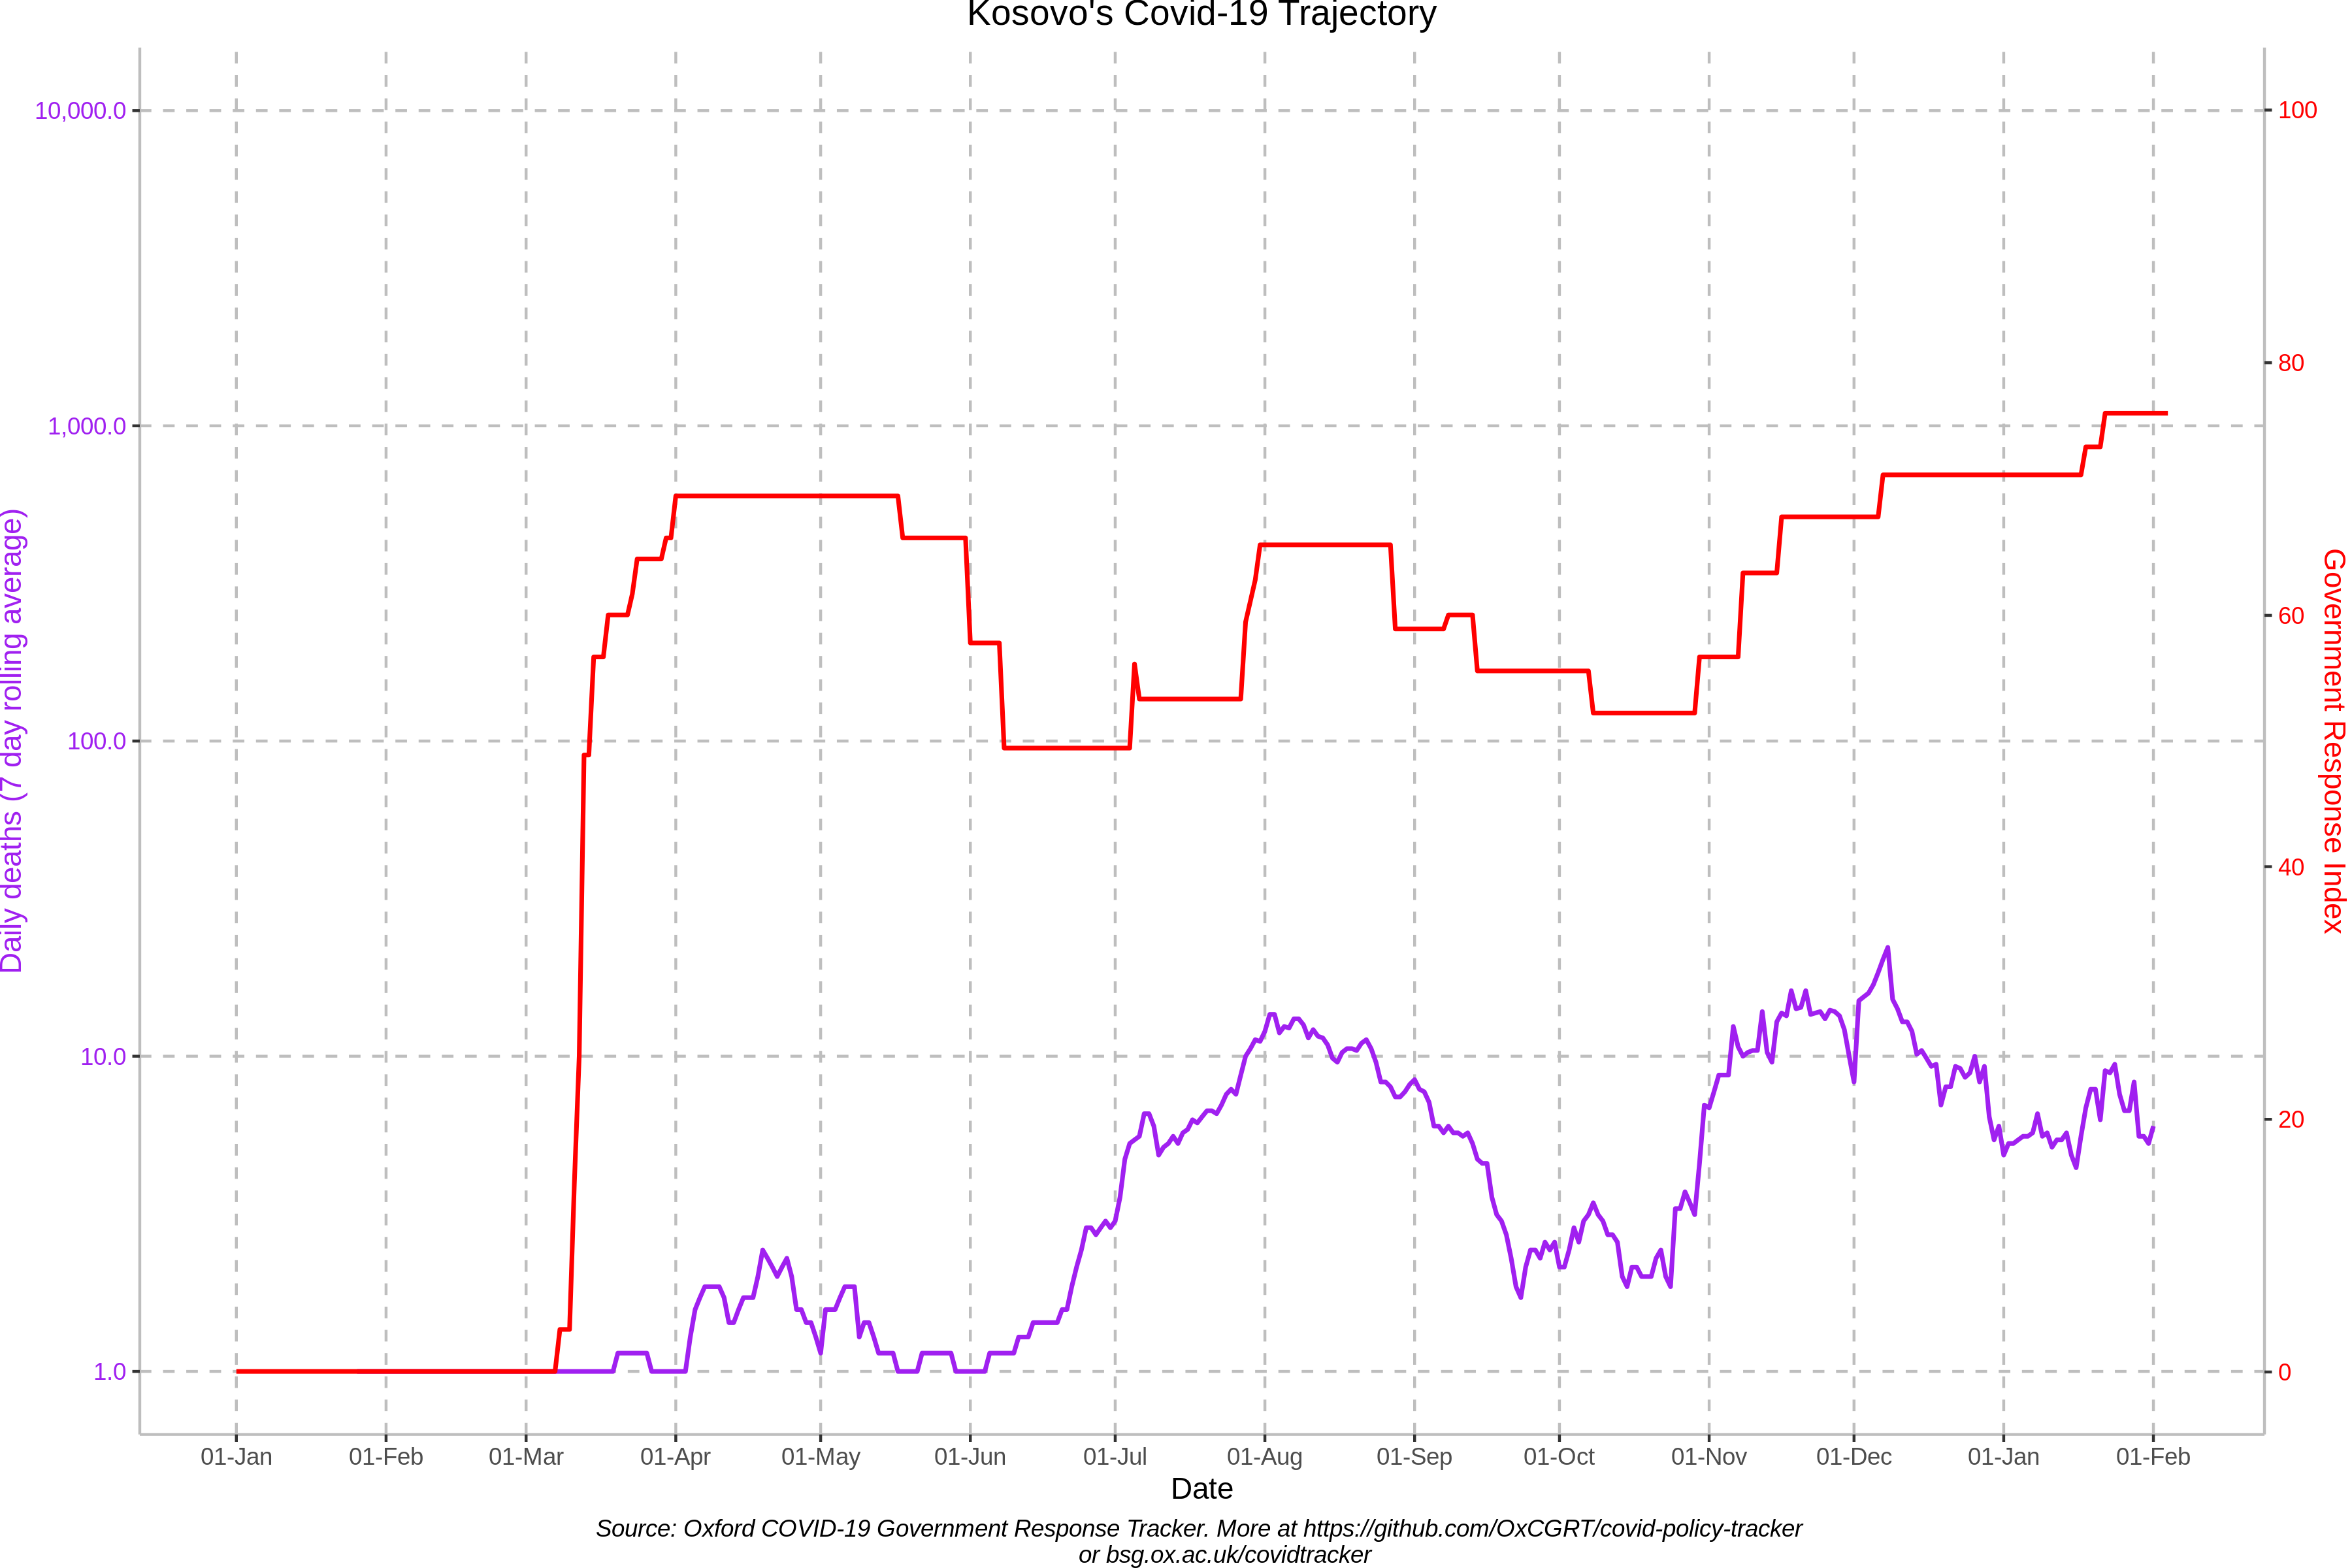 Kosovo's Covid-19 Trajectory
10,000.0
1,000.0
100.0
10.0
1.0
Daily deaths (7 day rolling average)
100
80
60
40
20
0
Government Response Index
01-Jan 01-Feb 01-Mar 01-Apr 01-May 01-Jun 01-Jul 01-Aug 01-Sep 01-Oct 01-Nov 01-Dec 01-Jan 01-Feb
Date
Source: Oxford COVID-19 Government Response Tracker. More at https://github.com/OxCGRT/covid-policy-tracker
or bsg.ox.ac.uk/covidtracker